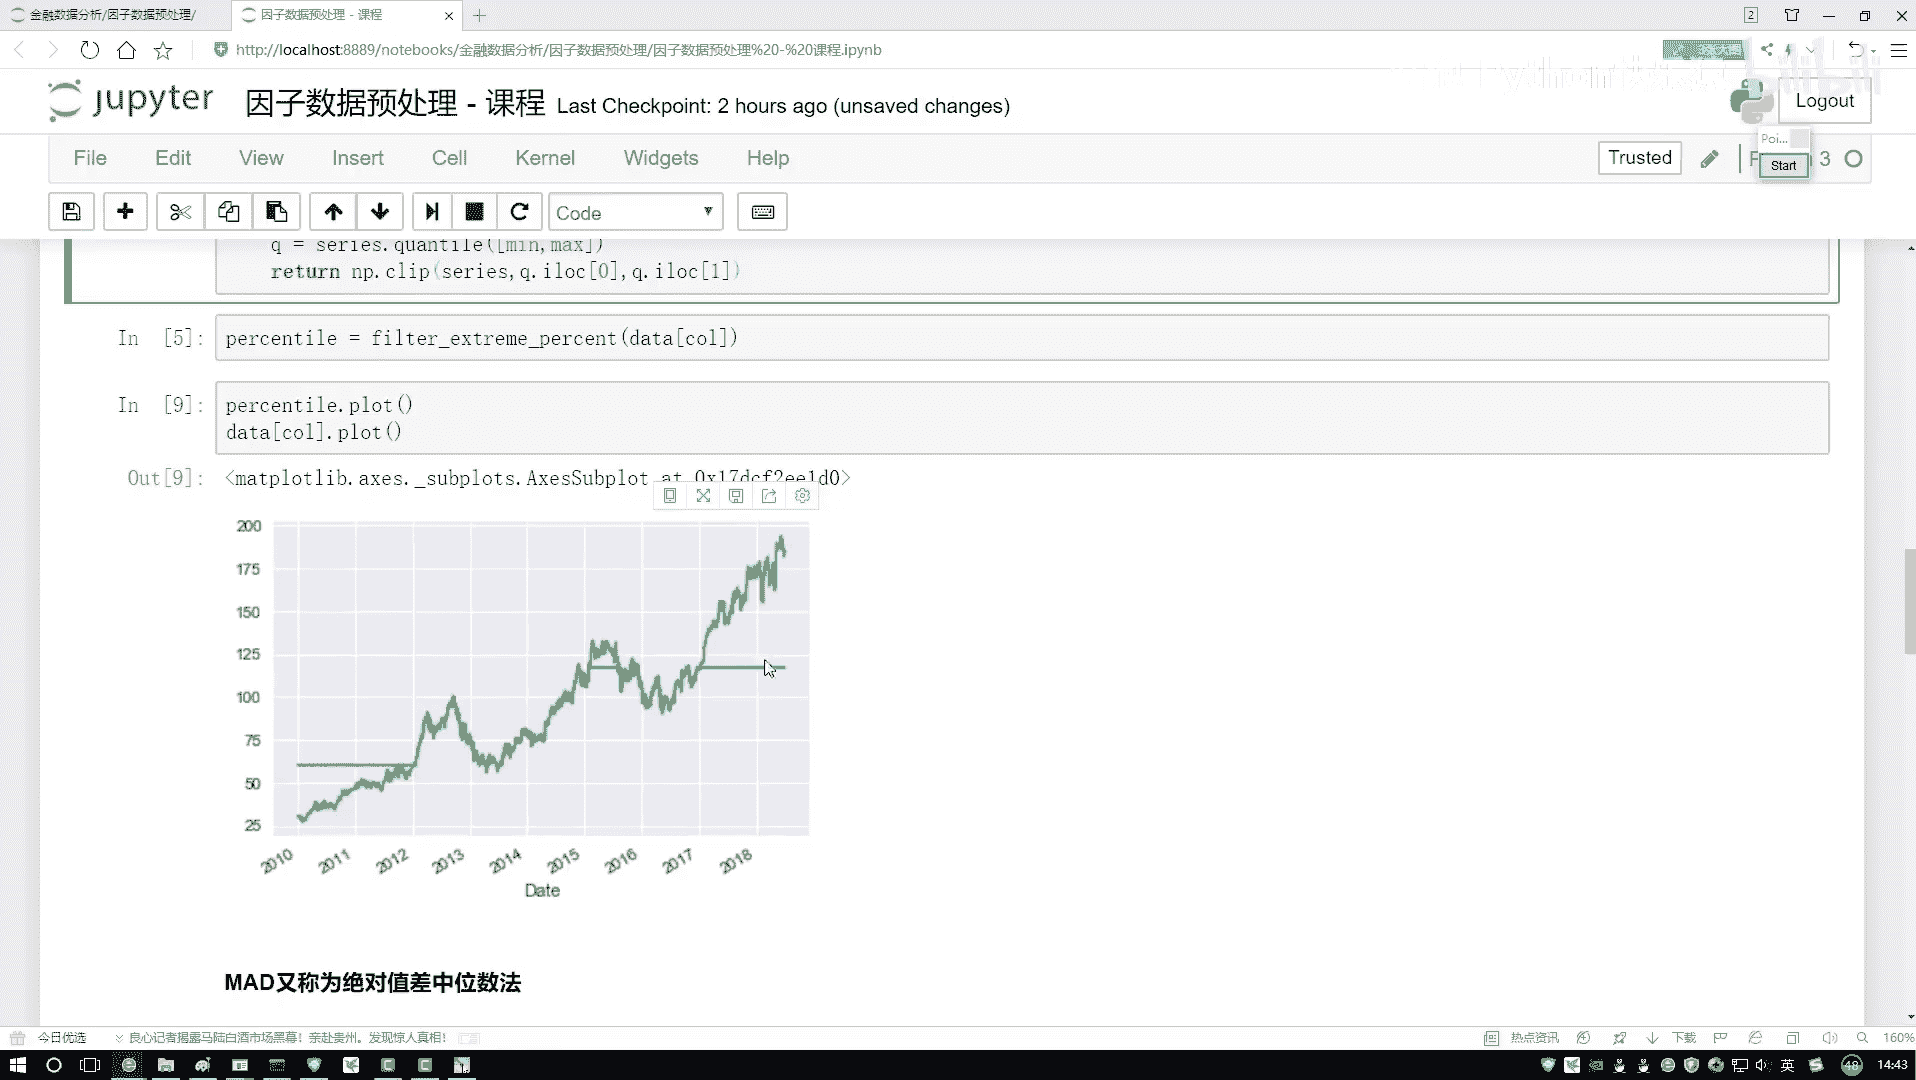 金融数据分析/因子数据预处理/
因子数据预处理 - 课程
2
http://localhost:8889/notebooks/金融数据分析/因子数据预处理/因子数据预处理%20-%20课程.ipynb
jupyter 因子数据预处理 - 课程 Last Checkpoint: 2 hours ago (unsaved changes)
Logout
bilibili
Poi...
Start
File Edit View Insert Cell Kernel Widgets Help
Trusted
3
Code
q = series.quantile([min,max])
return np.clip(series,q.iloc[0],q.iloc[1])
In [5]: percentile = filter_extreme_percent(data[col])
In [9]: percentile.plot()
data[col].plot()
Out[9]: <matplotlib.axes._subplots.AxesSubplot at 0x17dcf2ee1d0>
200
175
150
125
100
75
50
25
2010 2011 2012 2013 2014 2015 2016 2017 2018
Date
MAD又称为绝对值差中位数法
今日优选
良心记者揭露马陆白酒市场黑幕！亲赴贵州。发现惊人真相！
热点资讯
下载
160%
英
48
14:43